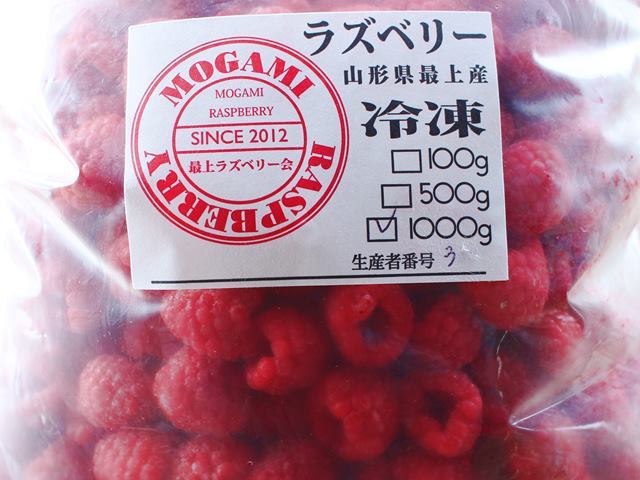 MOGAMI
MOGAMI
RASPBERRY
SINCE 2012
最上ラズベリー会
RASPBERRY
ラズベリー
山形県最上産
冷凍
100g
500g
1000g
生産者番号 3